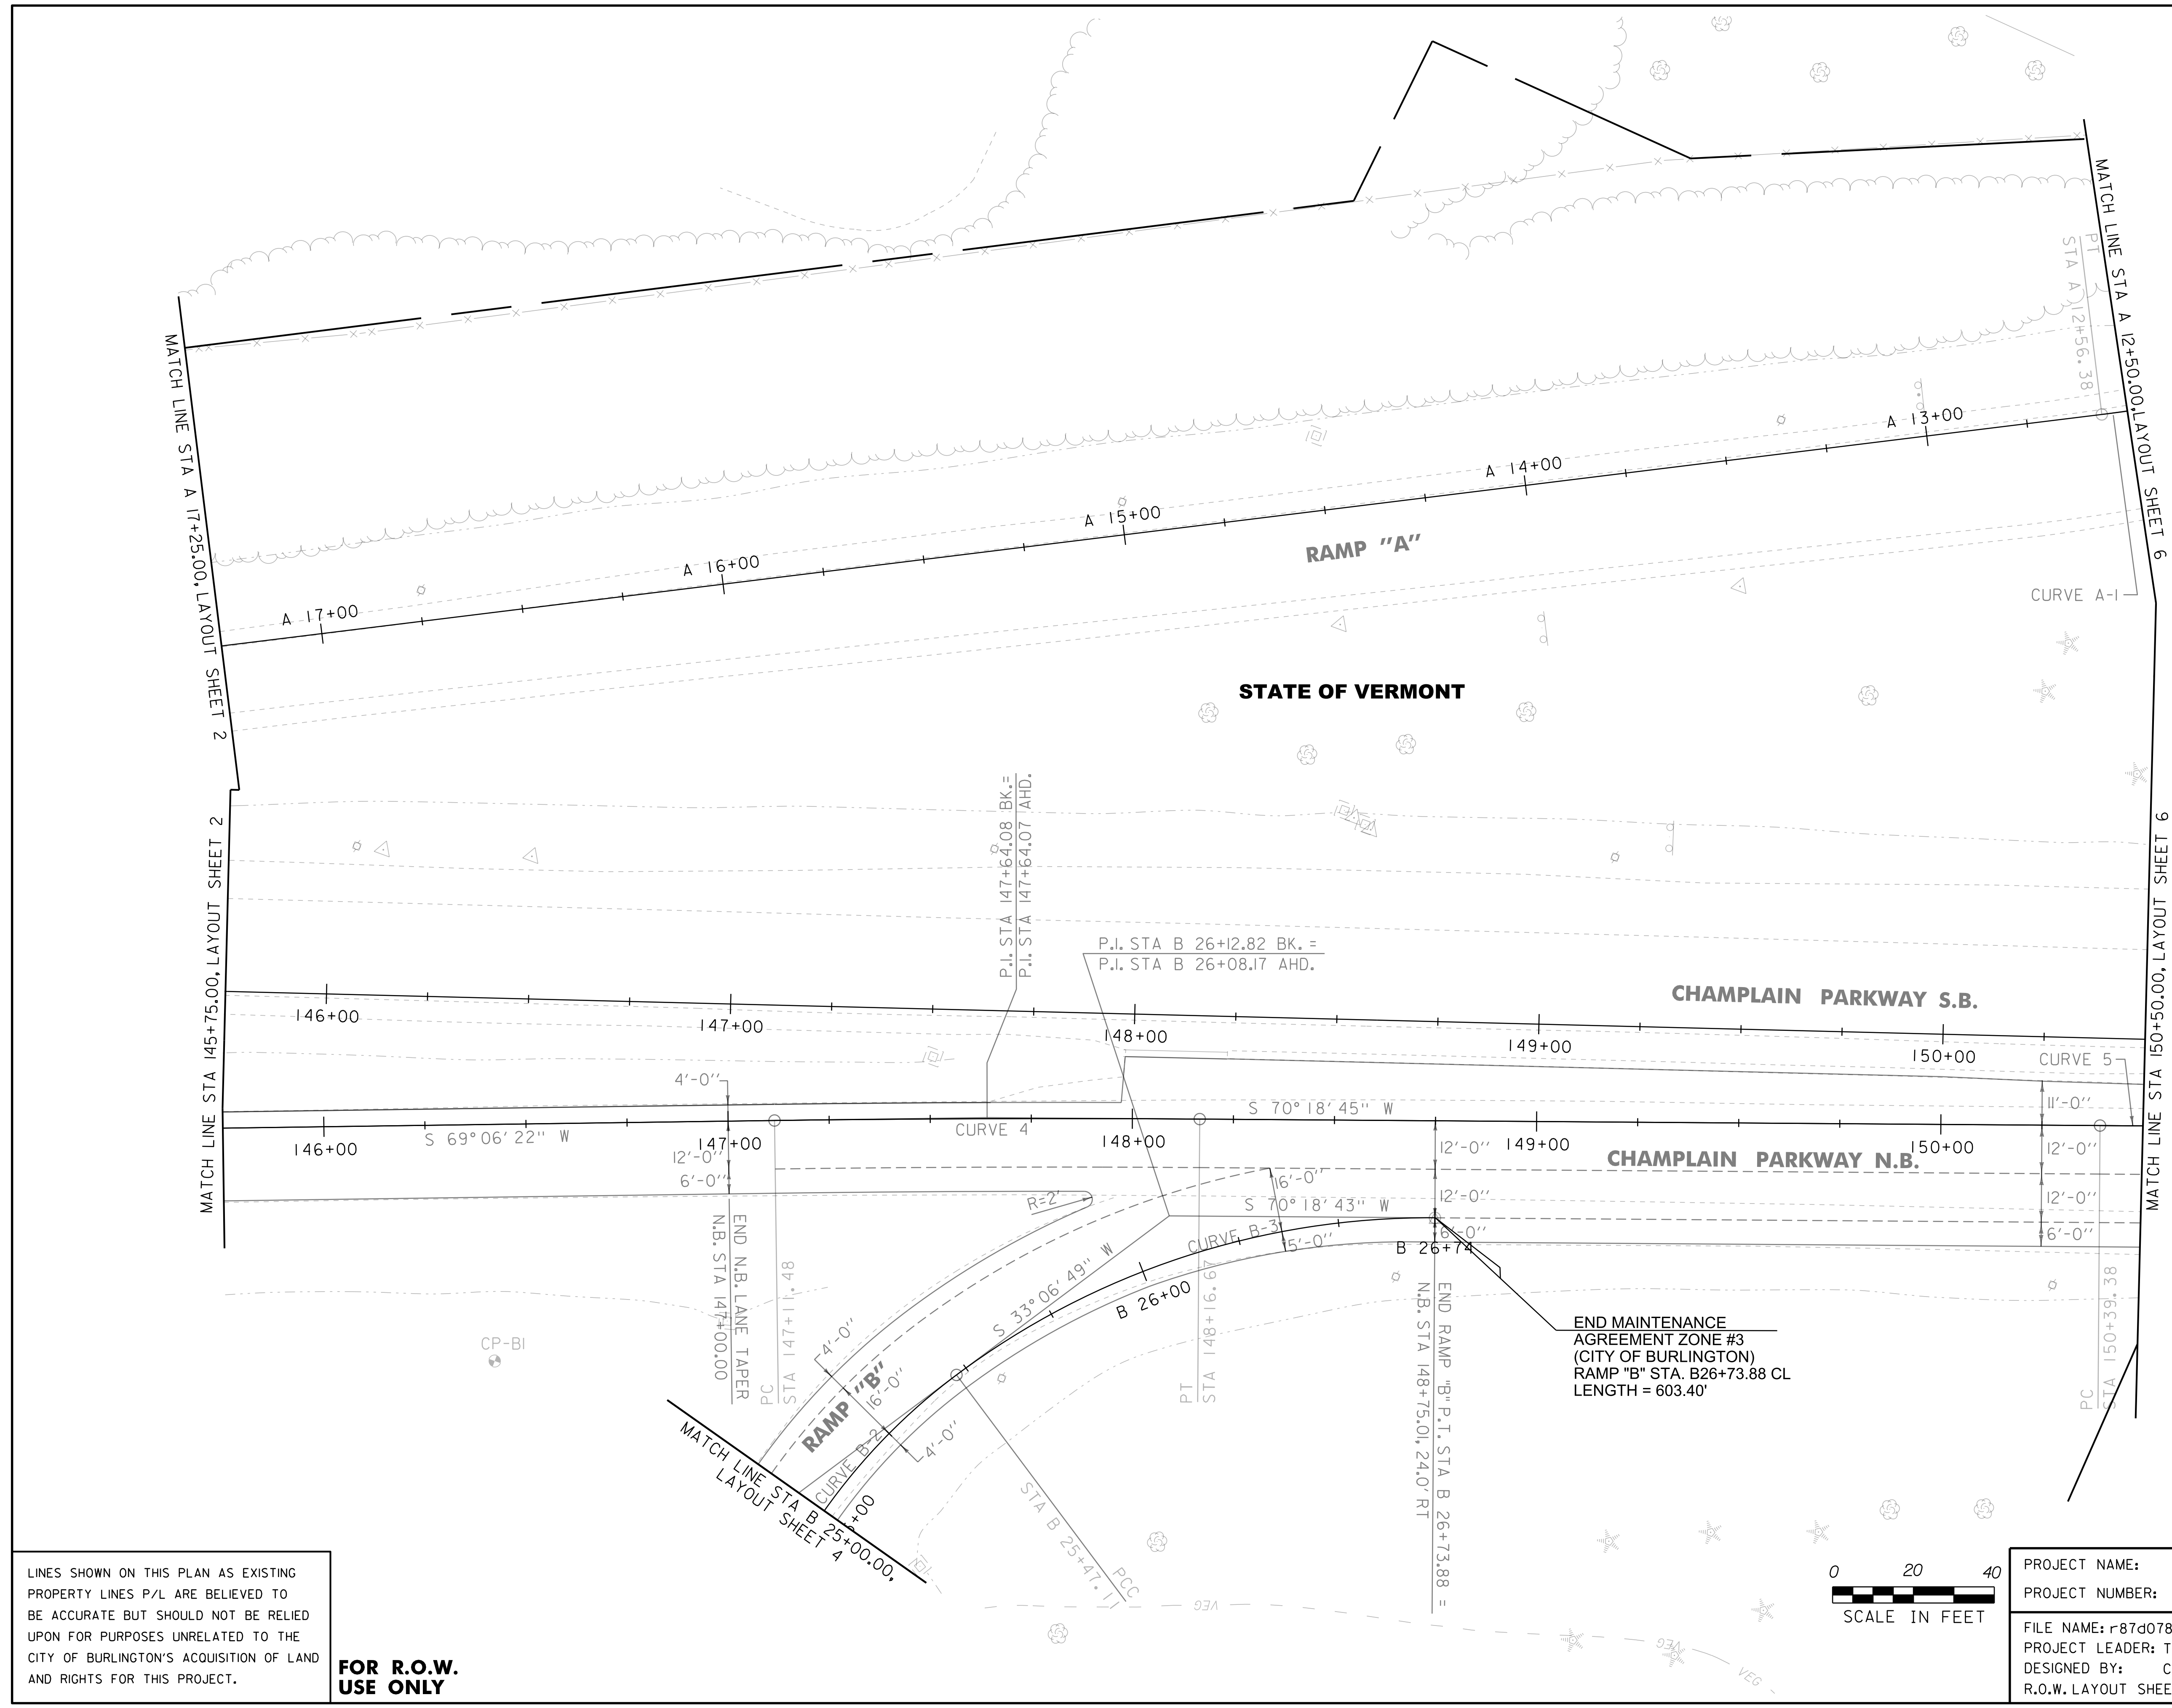 MATCH LINE STA A 17+25.00, LAYOUT SHEET 2
MATCH LINE STA A 12+50.00, LAYOUT SHEET 6
PT
STA A 12+56.38
A 13+00
A 14+00
A 15+00
A 16+00
A 17+00
RAMP "A"
CURVE A-1
STATE OF VERMONT
MATCH LINE STA 145+75.00, LAYOUT SHEET 2
MATCH LINE STA 150+50.00, LAYOUT SHEET 6
P.I. STA 147+64.08 BK.=
P.I. STA 147+64.07 AHD.
P.I. STA B 26+12.82 BK. =
P.I. STA B 26+08.17 AHD.
CHAMPLAIN PARKWAY S.B.
146+00
147+00
148+00
149+00
150+00
CURVE 5
4'-0"
11'-0"
S 70°18'45" W
S 69°06'22" W
CURVE 4
146+00
147+00
148+00
149+00
150+00
CHAMPLAIN PARKWAY N.B.
12'-0"
6'-0"
12'-0"
12'-0"
12'-0"
12'-0"
6'-0"
6'-0"
R=2'
16'-0"
S 70°18'43" W
CURVE B-3
15'-0"
B 26+74
END N.B. LANE TAPER
N.B. STA 147+00.00
PC
STA 147+11.48
S 33°06'49" W
B 26+00
PT
STA 148+16.67
END RAMP "B" P.T. STA B 26+73.88 =
N.B. STA 148+75.01, 24.0' RT
PC
STA 150+39.38
END MAINTENANCE
AGREEMENT ZONE #3
(CITY OF BURLINGTON)
RAMP "B" STA. B26+73.88 CL
LENGTH = 603.40'
CP-B1
4'-0"
16'-0"
4'-0"
RAMP "B"
CURVE B-2
+00
MATCH LINE STA B 25+00.00,
LAYOUT SHEET 4
STA B 25+47.11
PCC
VEG
VEG
VEG
0 20 40
SCALE IN FEET
LINES SHOWN ON THIS PLAN AS EXISTING
PROPERTY LINES P/L ARE BELIEVED TO
BE ACCURATE BUT SHOULD NOT BE RELIED
UPON FOR PURPOSES UNRELATED TO THE
CITY OF BURLINGTON'S ACQUISITION OF LAND
AND RIGHTS FOR THIS PROJECT.
FOR R.O.W.
USE ONLY
PROJECT NAME:
PROJECT NUMBER:
FILE NAME: r87d078
PROJECT LEADER: T
DESIGNED BY: C
R.O.W. LAYOUT SHEE